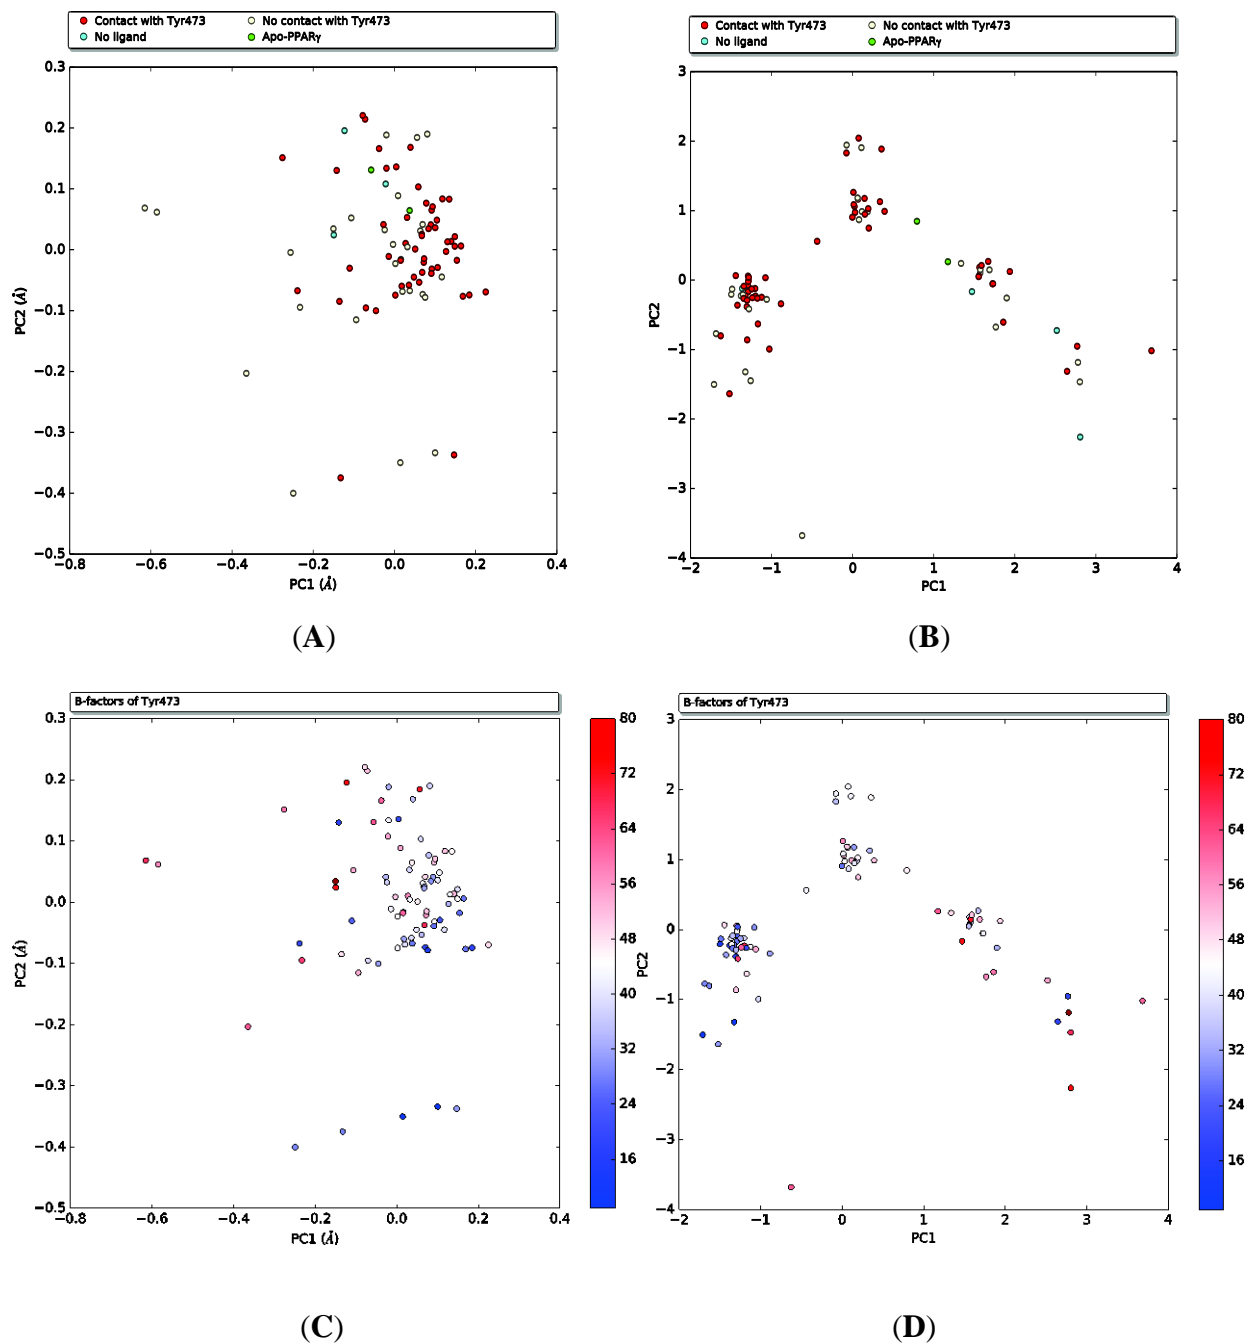 Contact with Tyr473 No contact with Tyr473
No ligand Apo-PPARγ
0.3
0.2
0.1
0.0
−0.1
−0.2
−0.3
−0.4
−0.5
PC2 (Å)
−0.8 −0.6 −0.4 −0.2 0.0 0.2 0.4
PC1 (Å)
(A)
Contact with Tyr473 No contact with Tyr473
No ligand Apo-PPARγ
3
2
1
0
−1
−2
−3
−4
PC2
−2 −1 0 1 2 3 4
PC1
(B)
B-factors of Tyr473
0.3
0.2
0.1
0.0
−0.1
−0.2
−0.3
−0.4
−0.5
PC2 (Å)
−0.8 −0.6 −0.4 −0.2 0.0 0.2 0.4
PC1 (Å)
80
72
64
56
48
40
32
24
16
(C)
B-factors of Tyr473
3
2
1
0
−1
−2
−3
−4
PC2
−2 −1 0 1 2 3 4
PC1
80
72
64
56
48
40
32
24
16
(D)